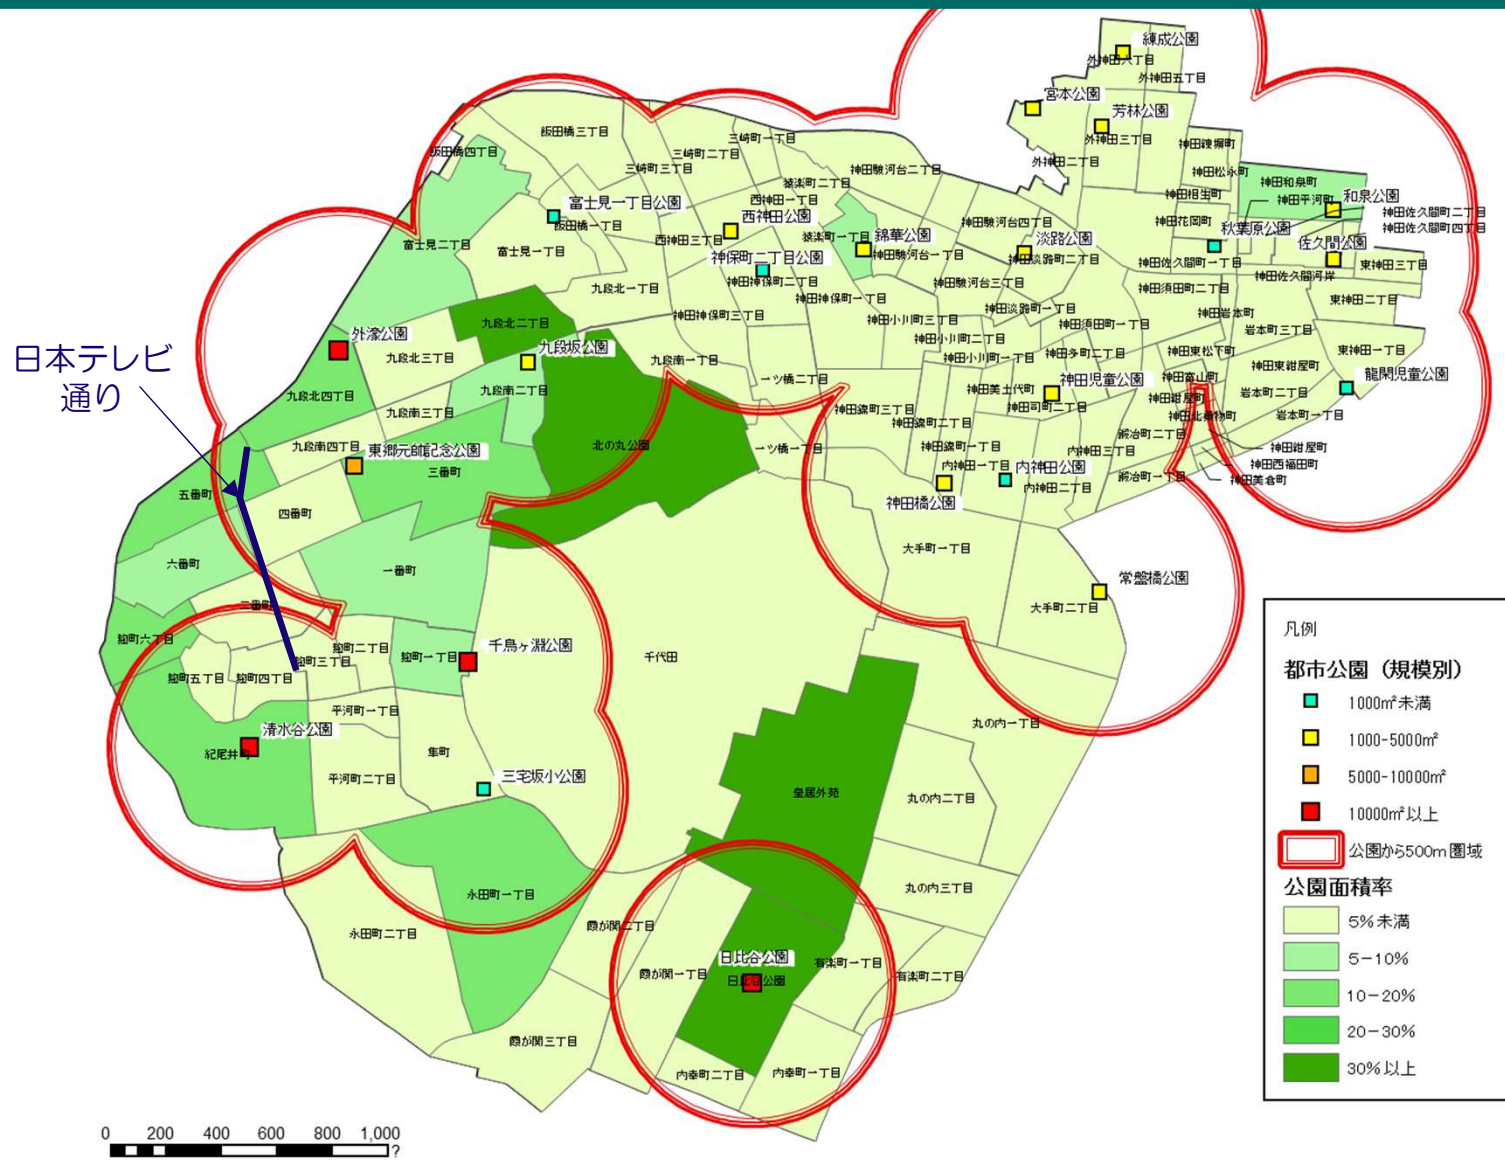 日本テレビ
通り
練成公園
外神田六丁目
外神田五丁目
宮本公園
芳林公園
外神田三丁目
外神田二丁目
神田練塀町
神田松永町
神田相生町
神田花岡町
神田和泉町
神田平河町
和泉公園
神田佐久間町二丁目
神田佐久間町四丁目
秋葉原公園
佐久間公園
神田佐久間町一丁目
神田佐久間河岸
東神田三丁目
東神田二丁目
東神田一丁目
飯田橋三丁目
飯田橋四丁目
三崎町一丁目
三崎町二丁目
三崎町三丁目
神田駿河台二丁目
猿楽町二丁目
西神田一丁目
富士見一丁目公園
飯田橋一丁目
西神田公園
西神田三丁目
猿楽町一丁目
錦華公園
神田駿河台一丁目
神田駿河台四丁目
淡路公園
神田淡路町二丁目
富士見二丁目
富士見一丁目
神保町二丁目公園
神田神保町二丁目
神田駿河台三丁目
九段北一丁目
神田神保町一丁目
神田神保町三丁目
神田小川町三丁目
神田淡路町一丁目
神田須田町二丁目
神田須田町一丁目
神田岩本町
岩本町三丁目
九段北二丁目
外濠公園
九段北三丁目
九段坂公園
九段南一丁目
一ツ橋二丁目
神田小川町二丁目
神田小川町一丁目
神田多町二丁目
神田東松下町
神田東紺屋町
神田富山町
龍閑児童公園
岩本町二丁目
岩本町一丁目
九段北四丁目
九段南三丁目
九段南二丁目
神田美土代町
神田児童公園
神田司町二丁目
神田紺屋町
神田北乗物町
神田錦町三丁目
神田錦町二丁目
神田錦町一丁目
鍛冶町二丁目
内神田三丁目
神田紺屋町
神田西福田町
神田美倉町
九段南四丁目
東郷元帥記念公園
三番町
北の丸公園
一ツ橋一丁目
内神田一丁目
内神田公園
内神田二丁目
鍛冶町一丁目
神田橋公園
五番町
四番町
六番町
一番町
二番町
大手町一丁目
常盤橋公園
大手町二丁目
麹町六丁目
麹町五丁目
麹町四丁目
麹町三丁目
麹町二丁目
麹町一丁目
千鳥ヶ淵公園
千代田
清水谷公園
紀尾井町
平河町一丁目
平河町二丁目
隼町
三宅坂小公園
皇居外苑
丸の内一丁目
丸の内二丁目
丸の内三丁目
永田町一丁目
永田町二丁目
霞が関二丁目
霞が関一丁目
霞が関三丁目
日比谷公園
日比谷公園
有楽町一丁目
有楽町二丁目
内幸町二丁目
内幸町一丁目
凡例
都市公園（規模別）
1000㎡未満
1000-5000㎡
5000-10000㎡
10000㎡以上
公園から500m圏域
公園面積率
5%未満
5-10%
10-20%
20-30%
30%以上
0 200 400 600 800 1,000
?